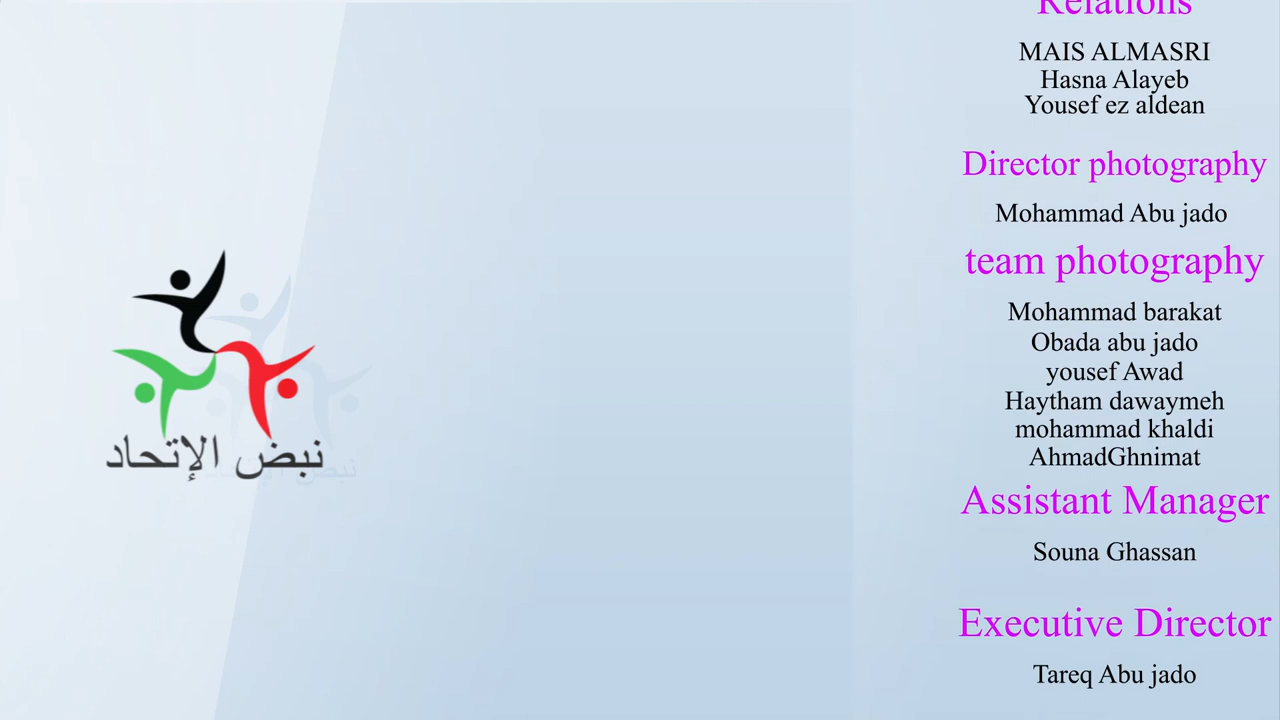 Relations
MAIS ALMASRI
Hasna Alayeb
Yousef ez aldean
Director photography
Mohammad Abu jado
team photography
Mohammad barakat
Obada abu jado
yousef Awad
Haytham dawaymeh
mohammad khaldi
AhmadGhnimat
Assistant Manager
Souna Ghassan
Executive Director
Tareq Abu jado
نبض الإتحاد